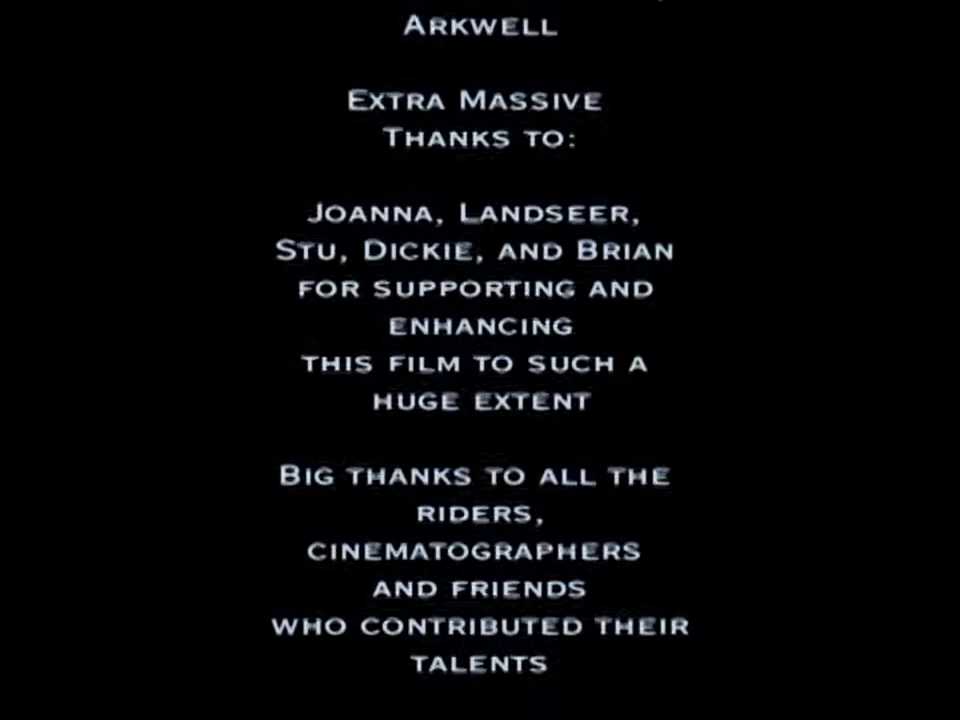 Arkwell
Extra Massive
Thanks to:
Joanna, Landseer,
Stu, Dickie, and Brian
for supporting and
enhancing
this film to such a
huge extent
Big thanks to all the
riders,
cinematographers
and friends
who contributed their
talents